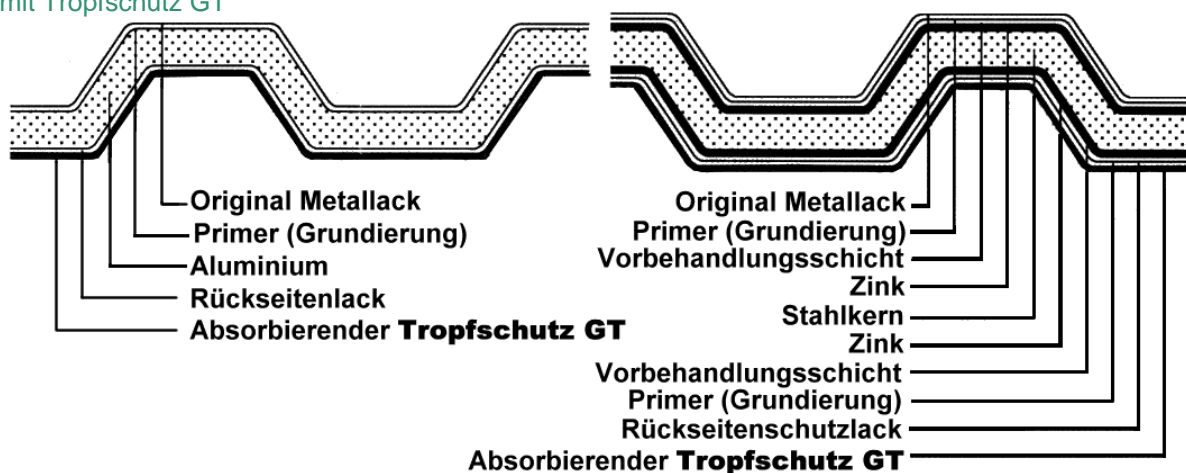 mit Tropfschutz GT
Original Metallack
Primer (Grundierung)
Aluminium
Rückseitenlack
Absorbierender Tropfschutz GT
Original Metallack
Primer (Grundierung)
Vorbehandlungsschicht
Zink
Stahlkern
Zink
Vorbehandlungsschicht
Primer (Grundierung)
Rückseitenschutzlack
Absorbierender Tropfschutz GT